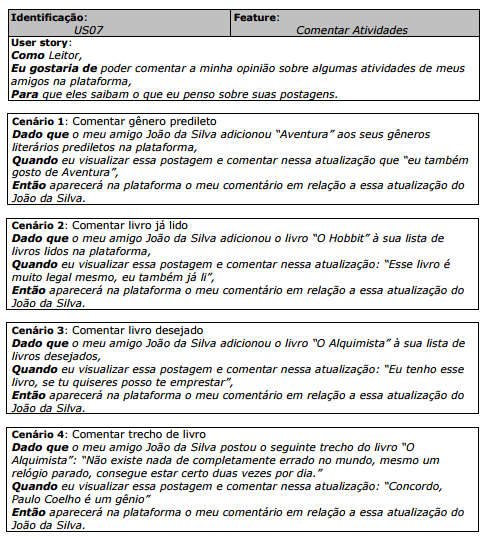 Identificação: Feature:
US07 Comentar Atividades
User story:
Como Leitor,
Eu gostaria de poder comentar a minha opinião sobre algumas atividades de meus
amigos na plataforma,
Para que eles saibam o que eu penso sobre suas postagens.
Cenário 1: Comentar gênero predileto
Dado que o meu amigo João da Silva adicionou “Aventura” aos seus gêneros
literários prediletos na plataforma,
Quando eu visualizar essa postagem e comentar nessa atualização que “eu também
gosto de Aventura”,
Então aparecerá na plataforma o meu comentário em relação a essa atualização do
João da Silva.
Cenário 2: Comentar livro já lido
Dado que o meu amigo João da Silva adicionou o livro “O Hobbit” à sua lista de
livros lidos na plataforma,
Quando eu visualizar essa postagem e comentar nessa atualização: “Esse livro é
muito legal mesmo, eu também já li”,
Então aparecerá na plataforma o meu comentário em relação a essa atualização do
João da Silva.
Cenário 3: Comentar livro desejado
Dado que o meu amigo João da Silva adicionou o livro “O Alquimista” à sua lista de
livros desejados,
Quando eu visualizar essa postagem e comentar nessa atualização: “Eu tenho esse
livro, se tu quiseres posso te emprestar”,
Então aparecerá na plataforma o meu comentário em relação a essa atualização do
João da Silva.
Cenário 4: Comentar trecho de livro
Dado que o meu amigo João da Silva postou o seguinte trecho do livro “O
Alquimista”: “Não existe nada de completamente errado no mundo, mesmo um
relógio parado, consegue estar certo duas vezes por dia.”
Quando eu visualizar essa postagem e comentar nessa atualização: “Concordo,
Paulo Coelho é um gênio”
Então aparecerá na plataforma o meu comentário em relação a essa atualização do
João da Silva.